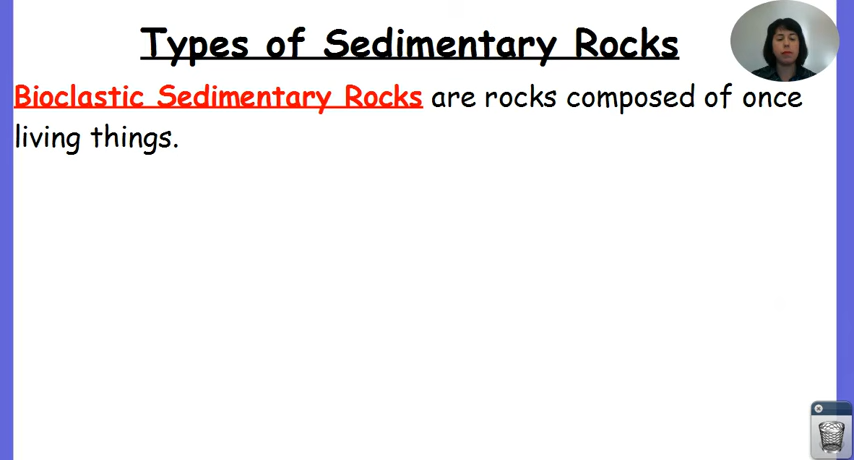 Types of Sedimentary Rocks
Bioclastic Sedimentary Rocks are rocks composed of once
living things.